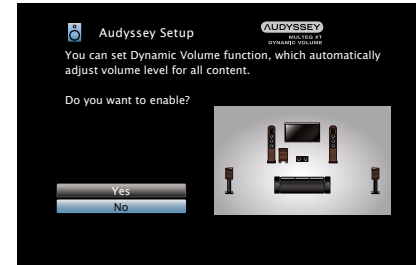 Audyssey Setup
AUDYSSEY
MULTEQ XT
DYNAMIC VOLUME
You can set Dynamic Volume function, which automatically
adjust volume level for all content.
Do you want to enable?
Yes
No